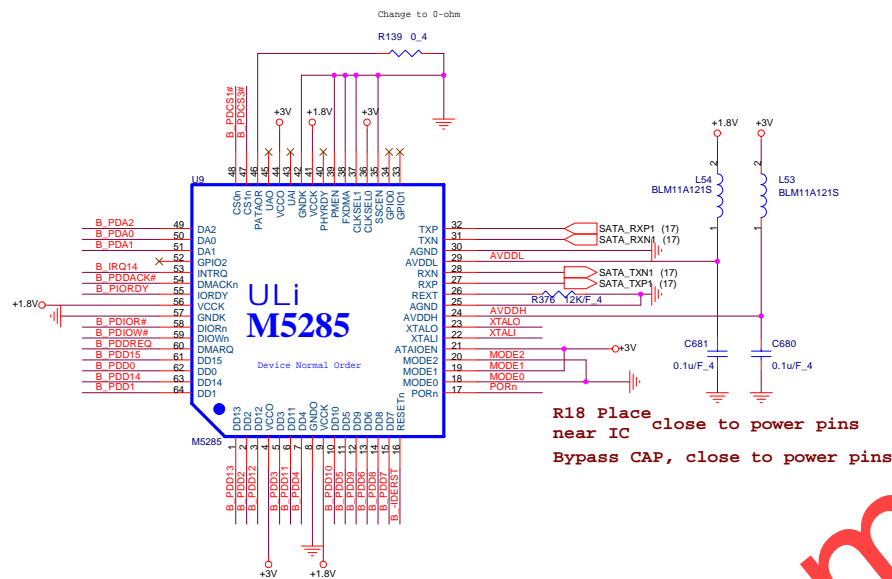 Change to 0-ohm
R139 0_4
B_PDCS1#
B_PDCS3#
+3V
+1.8V
+3V
+1.8V
+3V
48
47
46
45
44
43
42
41
40
39
38
37
36
35
34
33
U9
CS0n
CS1n
PATAOR
UAO
VCCO
UAI
GNDK
VCCK
PHYRDY
PMEN
FXDMA
CLKSEL1
CLKSEL0
SSCEN
GPIO0
GPIO1
2
L54
BLM11A121S
1
2
L53
BLM11A121S
1
B_PDA2 49 DA2
B_PDA0 50 DA0
B_PDA1 51 DA1
52 GPIO2
B_IRQ14 53 INTRQ
B_PDDACK# 54 DMACKn
B_PIORDY 55 IORDY
+1.8V 56 VCCK
57 GNDK
B_PDIOR# 58 DIORn
B_PDIOW# 59 DIOWn
B_PDDREQ 60 DMARQ
B_PDD15 61 DD15
B_PDD0 62 DD0
B_PDD14 63 DD14
B_PDD1 64 DD1
ULi
M5285
Device Normal Order
TXP 32 SATA_RXP1 (17)
TXN 31 SATA_RXN1 (17)
AGND 30
AVDDL 29 AVDDL
RXN 28 SATA_TXN1 (17)
RXP 27 SATA_TXP1 (17)
REXT 26 R376 12K/F_4
AGND 25
AVDDH 24 AVDDH
XTALO 23 XTALO
XTALI 22 XTALI
ATAIOEN 21 +3V
MODE2 20 MODE2
MODE1 19 MODE1
MODE0 18 MODE0
PORn 17 PORn
C681
0.1u/F_4
C680
0.1u/F_4
DD13
DD2
DD12
VCCO
DD3
DD11
DD4
GNDO
VCCK
DD10
DD5
DD9
DD6
DD8
DD7
RESETn
M5285
1
2
3
4
5
6
7
8
9
10
11
12
13
14
15
16
B_PDD13
B_PDD2
B_PDD12
B_PDD3
B_PDD11
B_PDD4
B_PDD10
B_PDD5
B_PDD9
B_PDD6
B_PDD8
B_PDD7
B_-IDERST
+3V
+1.8V
R18 Place
near IC
close to power pins
Bypass CAP, close to power pins
m